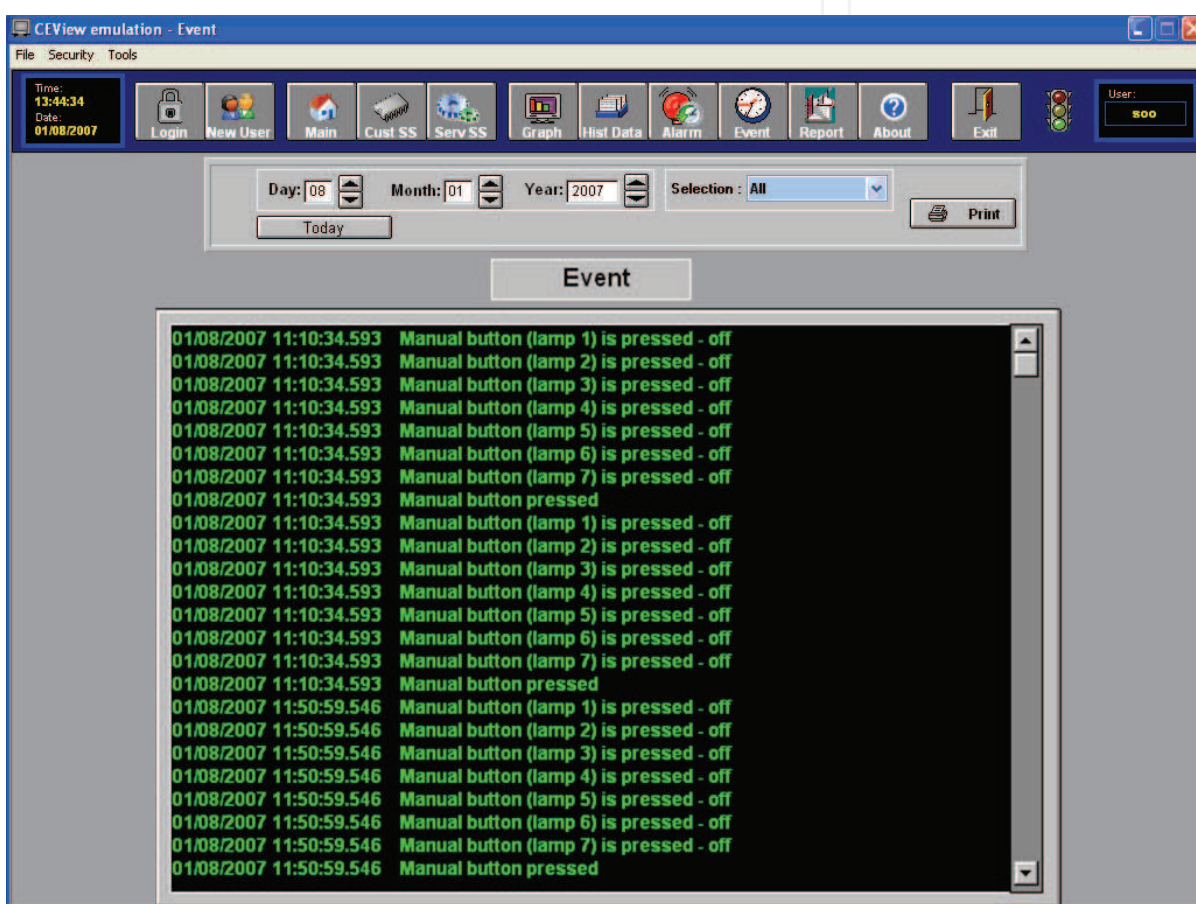 CEView emulation - Event
File Security Tools
Time:
13:44:34
Date:
01/08/2007
Login
New User
Main
Cust SS
Serv SS
Graph
Hist Data
Alarm
Event
Report
About
Exit
User:
soo
Day: 08 Month: 01 Year: 2007 Selection : All
Today
Print
Event
01/08/2007 11:10:34.593 Manual button (lamp 1) is pressed - off
01/08/2007 11:10:34.593 Manual button (lamp 2) is pressed - off
01/08/2007 11:10:34.593 Manual button (lamp 3) is pressed - off
01/08/2007 11:10:34.593 Manual button (lamp 4) is pressed - off
01/08/2007 11:10:34.593 Manual button (lamp 5) is pressed - off
01/08/2007 11:10:34.593 Manual button (lamp 6) is pressed - off
01/08/2007 11:10:34.593 Manual button (lamp 7) is pressed - off
01/08/2007 11:10:34.593 Manual button pressed
01/08/2007 11:10:34.593 Manual button (lamp 1) is pressed - off
01/08/2007 11:10:34.593 Manual button (lamp 2) is pressed - off
01/08/2007 11:10:34.593 Manual button (lamp 3) is pressed - off
01/08/2007 11:10:34.593 Manual button (lamp 4) is pressed - off
01/08/2007 11:10:34.593 Manual button (lamp 5) is pressed - off
01/08/2007 11:10:34.593 Manual button (lamp 6) is pressed - off
01/08/2007 11:10:34.593 Manual button (lamp 7) is pressed - off
01/08/2007 11:10:34.593 Manual button pressed
01/08/2007 11:50:59.546 Manual button (lamp 1) is pressed - off
01/08/2007 11:50:59.546 Manual button (lamp 2) is pressed - off
01/08/2007 11:50:59.546 Manual button (lamp 3) is pressed - off
01/08/2007 11:50:59.546 Manual button (lamp 4) is pressed - off
01/08/2007 11:50:59.546 Manual button (lamp 5) is pressed - off
01/08/2007 11:50:59.546 Manual button (lamp 6) is pressed - off
01/08/2007 11:50:59.546 Manual button (lamp 7) is pressed - off
01/08/2007 11:50:59.546 Manual button pressed